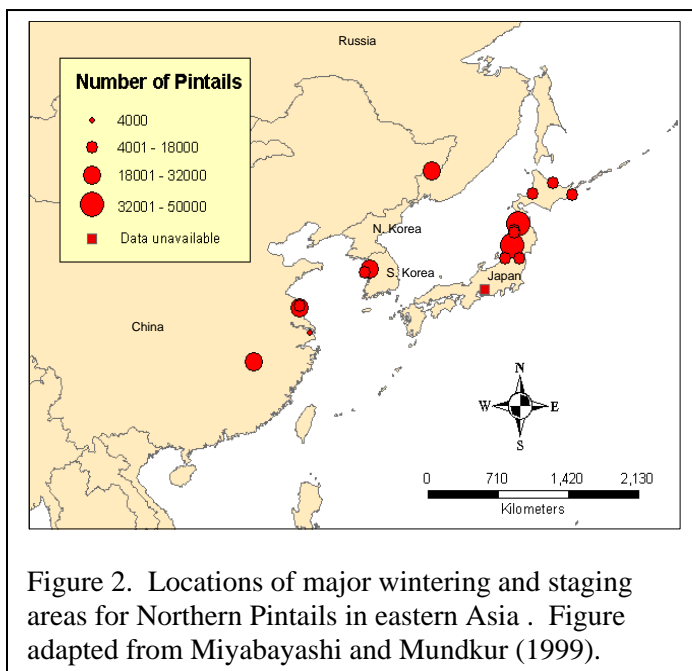 Russia
Number of Pintails
4000
4001 - 18000
18001 - 32000
32001 - 50000
Data unavailable
N. Korea
S. Korea
Japan
China
N
W E
S
0 710 1,420 2,130
Kilometers
Figure 2. Locations of major wintering and staging
areas for Northern Pintails in eastern Asia . Figure
adapted from Miyabayashi and Mundkur (1999).